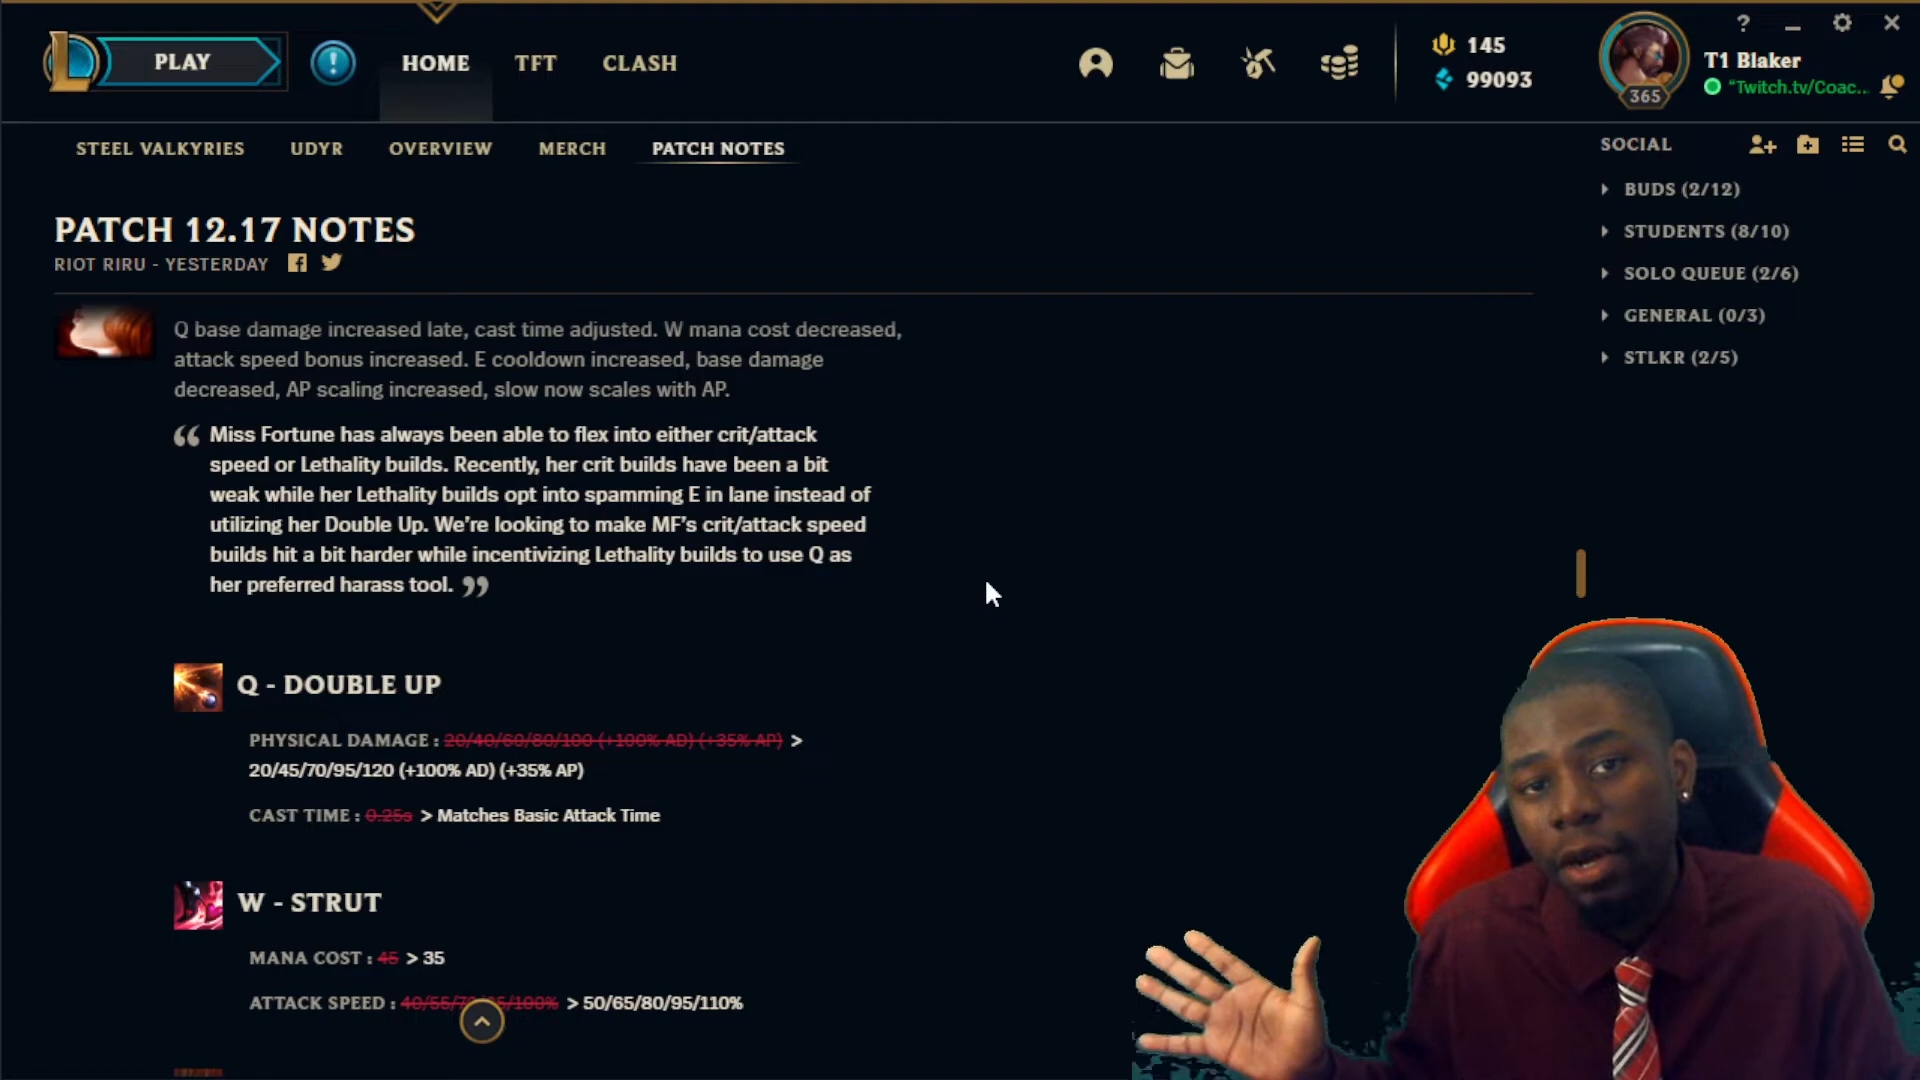 PLAY
HOME
TFT
CLASH
145
99093
365
T1 Blaker
"Twitch.tv/Coac...
STEEL VALKYRIES
UDYR
OVERVIEW
MERCH
PATCH NOTES
SOCIAL
BUDS (2/12)
STUDENTS (8/10)
SOLO QUEUE (2/6)
GENERAL (0/3)
STLKR (2/5)
PATCH 12.17 NOTES
RIOT RIRU - YESTERDAY
Q base damage increased late, cast time adjusted. W mana cost decreased,
attack speed bonus increased. E cooldown increased, base damage
decreased, AP scaling increased, slow now scales with AP.
“ Miss Fortune has always been able to flex into either crit/attack
speed or Lethality builds. Recently, her crit builds have been a bit
weak while her Lethality builds opt into spamming E in lane instead of
utilizing her Double Up. We’re looking to make MF’s crit/attack speed
builds hit a bit harder while incentivizing Lethality builds to use Q as
her preferred harass tool. ”
Q - DOUBLE UP
PHYSICAL DAMAGE : 20/40/60/80/100 (+100% AD) (+35% AP) >
20/45/70/95/120 (+100% AD) (+35% AP)
CAST TIME : 0.25s > Matches Basic Attack Time
W - STRUT
MANA COST : 45 > 35
ATTACK SPEED : > 50/65/80/95/110%